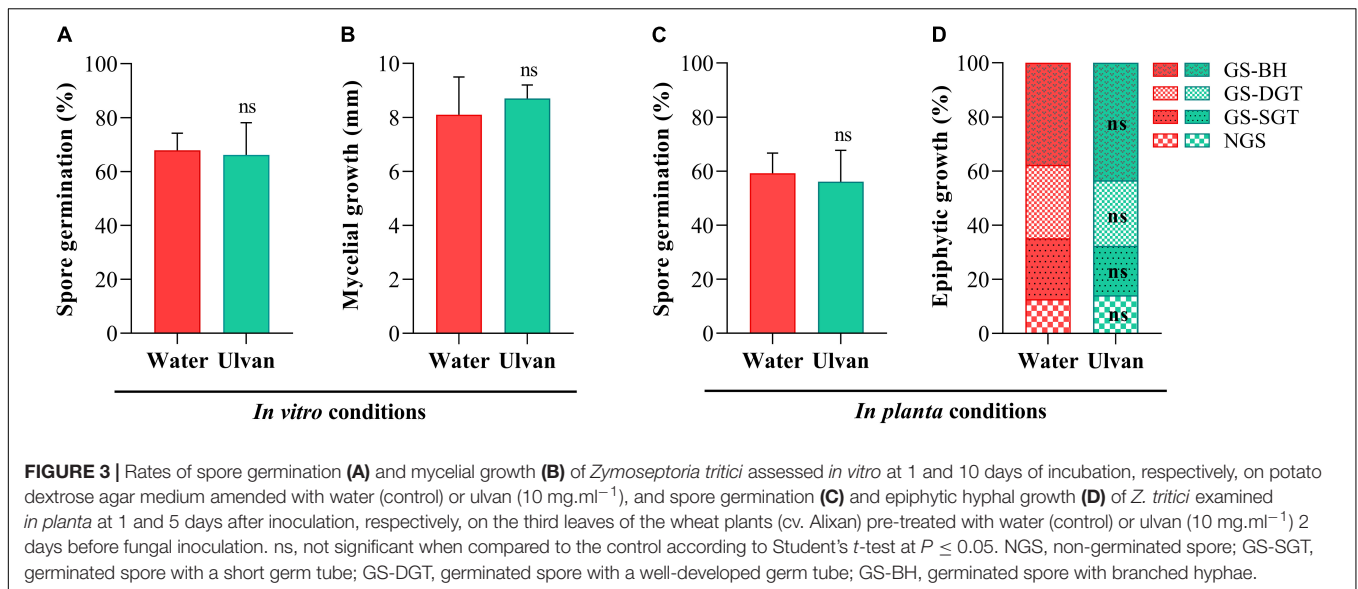 A
B
C
D
Spore germination (%)
100
80
60
40
20
0
ns
Water Ulvan
Mycelial growth (mm)
10
8
6
4
2
0
ns
Water Ulvan
In vitro conditions
Spore germination (%)
100
80
60
40
20
0
ns
Water Ulvan
Epiphytic growth (%)
100
80
60
40
20
0
ns
ns
ns
ns
Water Ulvan
In planta conditions
GS-BH
GS-DGT
GS-SGT
NGS
FIGURE 3 | Rates of spore germination (A) and mycelial growth (B) of Zymoseptoria tritici assessed in vitro at 1 and 10 days of incubation, respectively, on potato
dextrose agar medium amended with water (control) or ulvan (10 mg.ml−1), and spore germination (C) and epiphytic hyphal growth (D) of Z. tritici examined
in planta at 1 and 5 days after inoculation, respectively, on the third leaves of the wheat plants (cv. Alixan) pre-treated with water (control) or ulvan (10 mg.ml−1) 2
days before fungal inoculation. ns, not significant when compared to the control according to Student's t-test at P ≤ 0.05. NGS, non-germinated spore; GS-SGT,
germinated spore with a short germ tube; GS-DGT, germinated spore with a well-developed germ tube; GS-BH, germinated spore with branched hyphae.